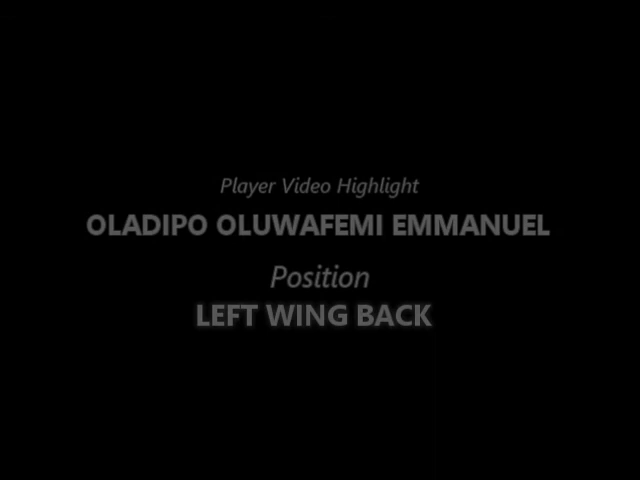 Player Video Highlight
OLADIPO OLUWAFEMI EMMANUEL
Position
LEFT WING BACK